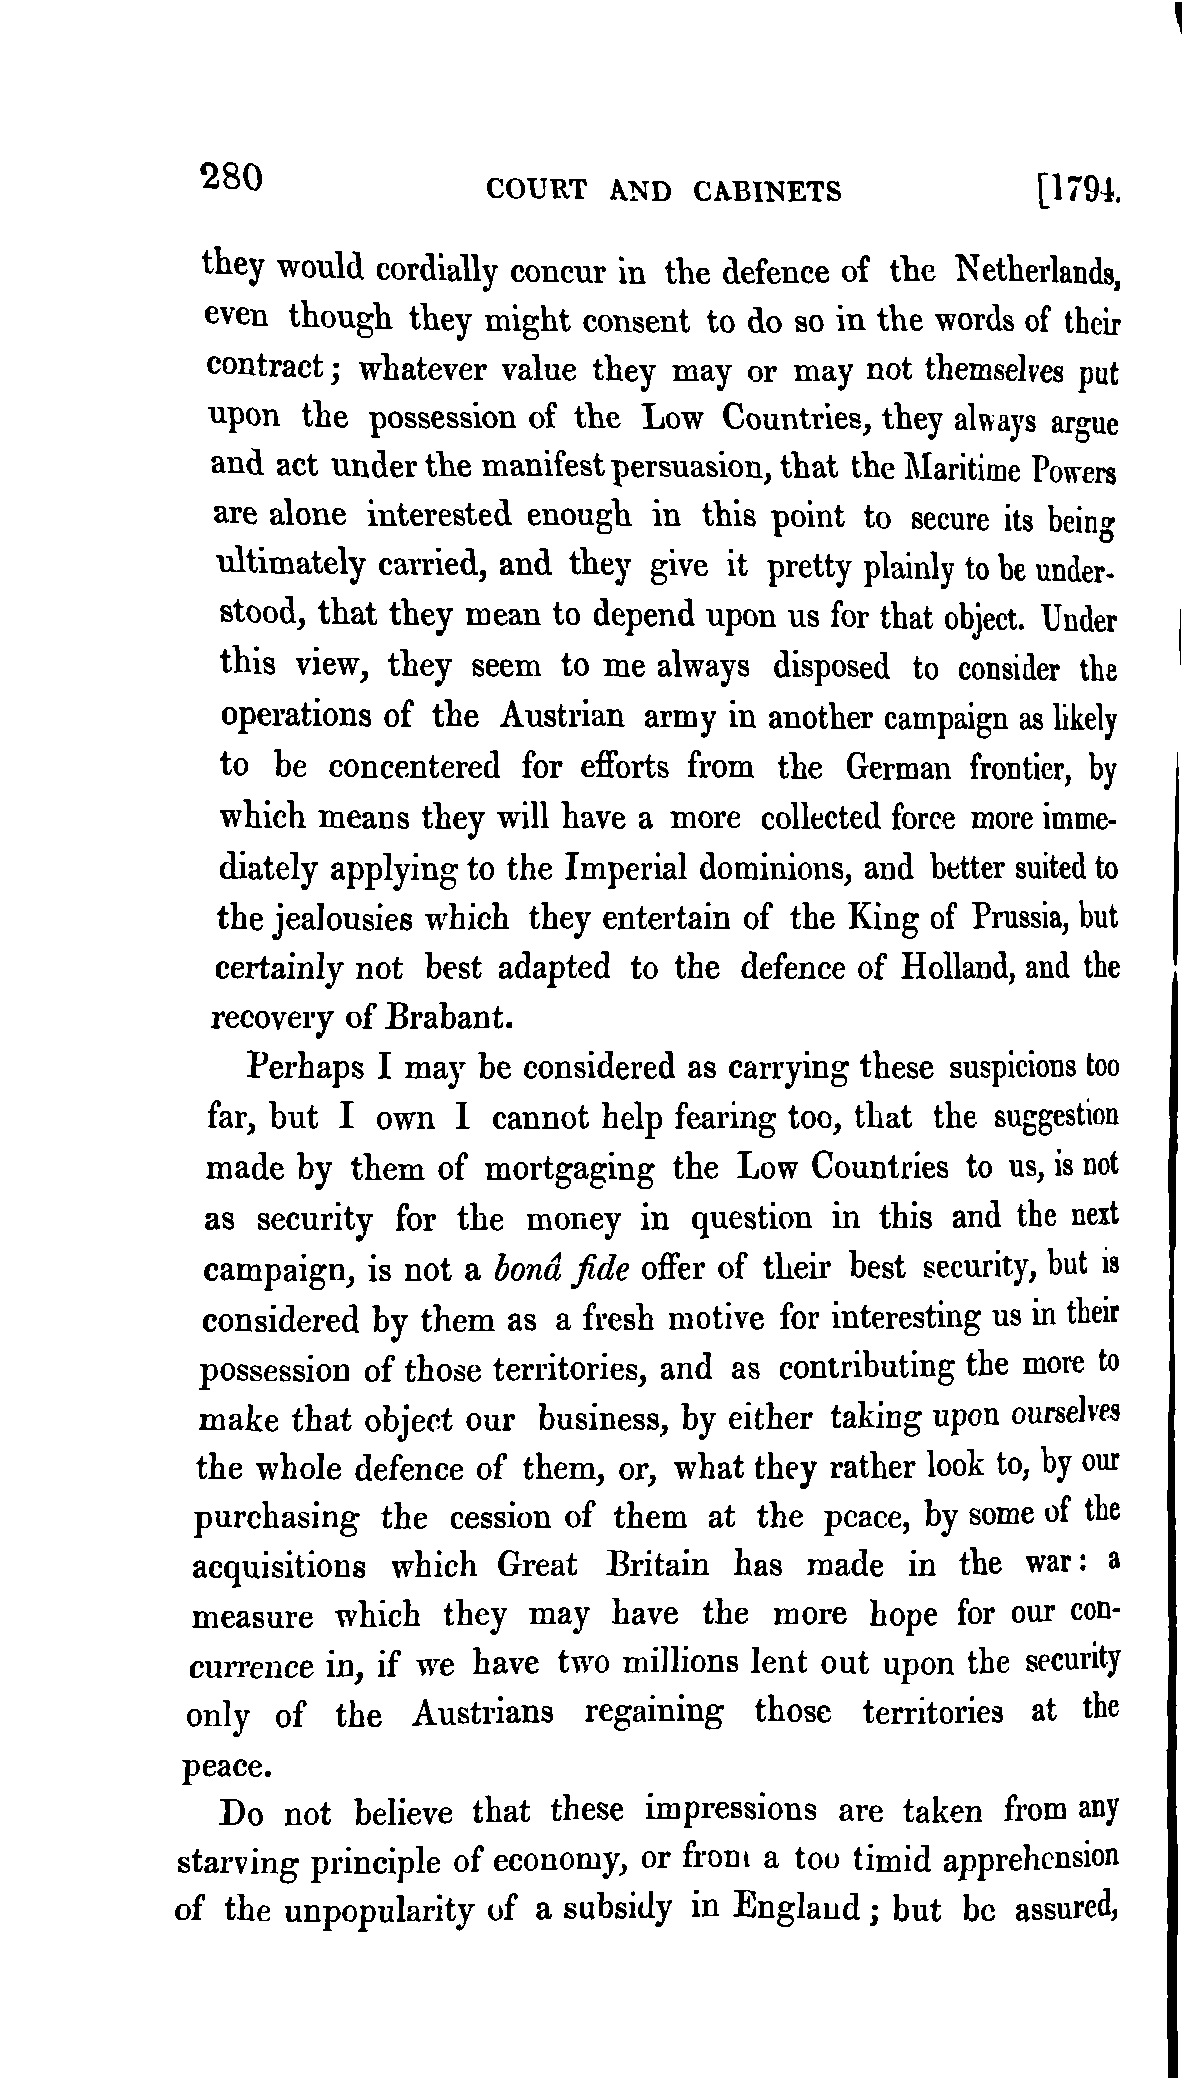 280 COURT AND CABINETS [1794.
they would cordially concur in the defence of the Netherlands,
even though they might consent to do so in the words of their
contract; whatever value they may or may not themselves put
upon the possession of the Low Countries, they always argue
and act under the manifest persuasion, that the Maritime Powers
are alone interested enough in this point to secure its being
ultimately carried, and they give it pretty plainly to be under-
stood, that they mean to depend upon us for that object. Under
this view, they seem to me always disposed to consider the
operations of the Austrian army in another campaign as likely
to be concentered for efforts from the German frontier, by
which means they will have a more collected force more imme-
diately applying to the Imperial dominions, and better suited to
the jealousies which they entertain of the King of Prussia, but
certainly not best adapted to the defence of Holland, and the
recovery of Brabant.
Perhaps I may be considered as carrying these suspicions too
far, but I own I cannot help fearing too, that the suggestion
made by them of mortgaging the Low Countries to us, is not
as security for the money in question in this and the next
campaign, is not a bonâ fide offer of their best security, but is
considered by them as a fresh motive for interesting us in their
possession of those territories, and as contributing the more to
make that object our business, by either taking upon ourselves
the whole defence of them, or, what they rather look to, by our
purchasing the cession of them at the peace, by some of the
acquisitions which Great Britain has made in the war: a
measure which they may have the more hope for our con-
currence in, if we have two millions lent out upon the security
only of the Austrians regaining those territories at the
peace.
Do not believe that these impressions are taken from any
starving principle of economy, or from a too timid apprehension
of the unpopularity of a subsidy in England; but be assured,